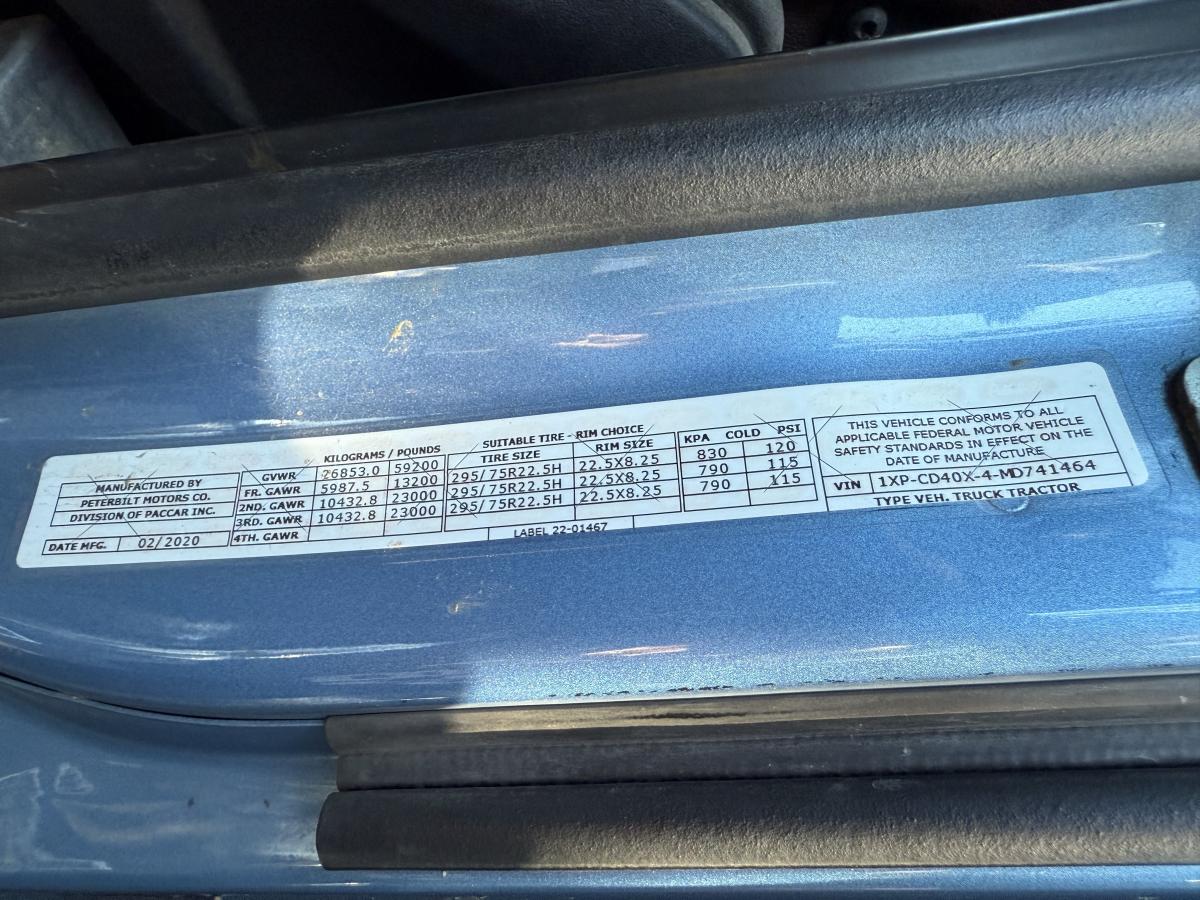 MANUFACTURED BY
PETERBILT MOTORS CO.
DIVISION OF PACCAR INC.
DATE MFG. 02/2020
KILOGRAMS / POUNDS
GVWR 26853.0 59200
FR. GAWR 5987.5 13200
2ND. GAWR 10432.8 23000
3RD. GAWR 10432.8 23000
4TH. GAWR
SUITABLE TIRE - RIM CHOICE
TIRE SIZE RIM SIZE
295/75R22.5H 22.5X8.25
295/75R22.5H 22.5X8.25
295/75R22.5H 22.5X8.25
LABEL 22-01467
KPA COLD PSI
830 120
790 115
790 115
THIS VEHICLE CONFORMS TO ALL
APPLICABLE FEDERAL MOTOR VEHICLE
SAFETY STANDARDS IN EFFECT ON THE
DATE OF MANUFACTURE
VIN 1XP-CD40X-4-MD741464
TYPE VEH. TRUCK TRACTOR